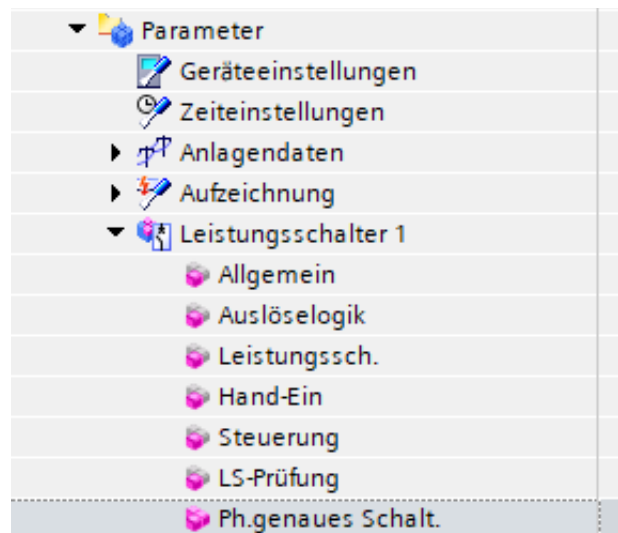 Parameter
Geräteeinstellungen
Zeiteinstellungen
Anlagendaten
Aufzeichnung
Leistungsschalter 1
Allgemein
Auslöselogik
Leistungssch.
Hand-Ein
Steuerung
LS-Prüfung
Ph.genaues Schalt.